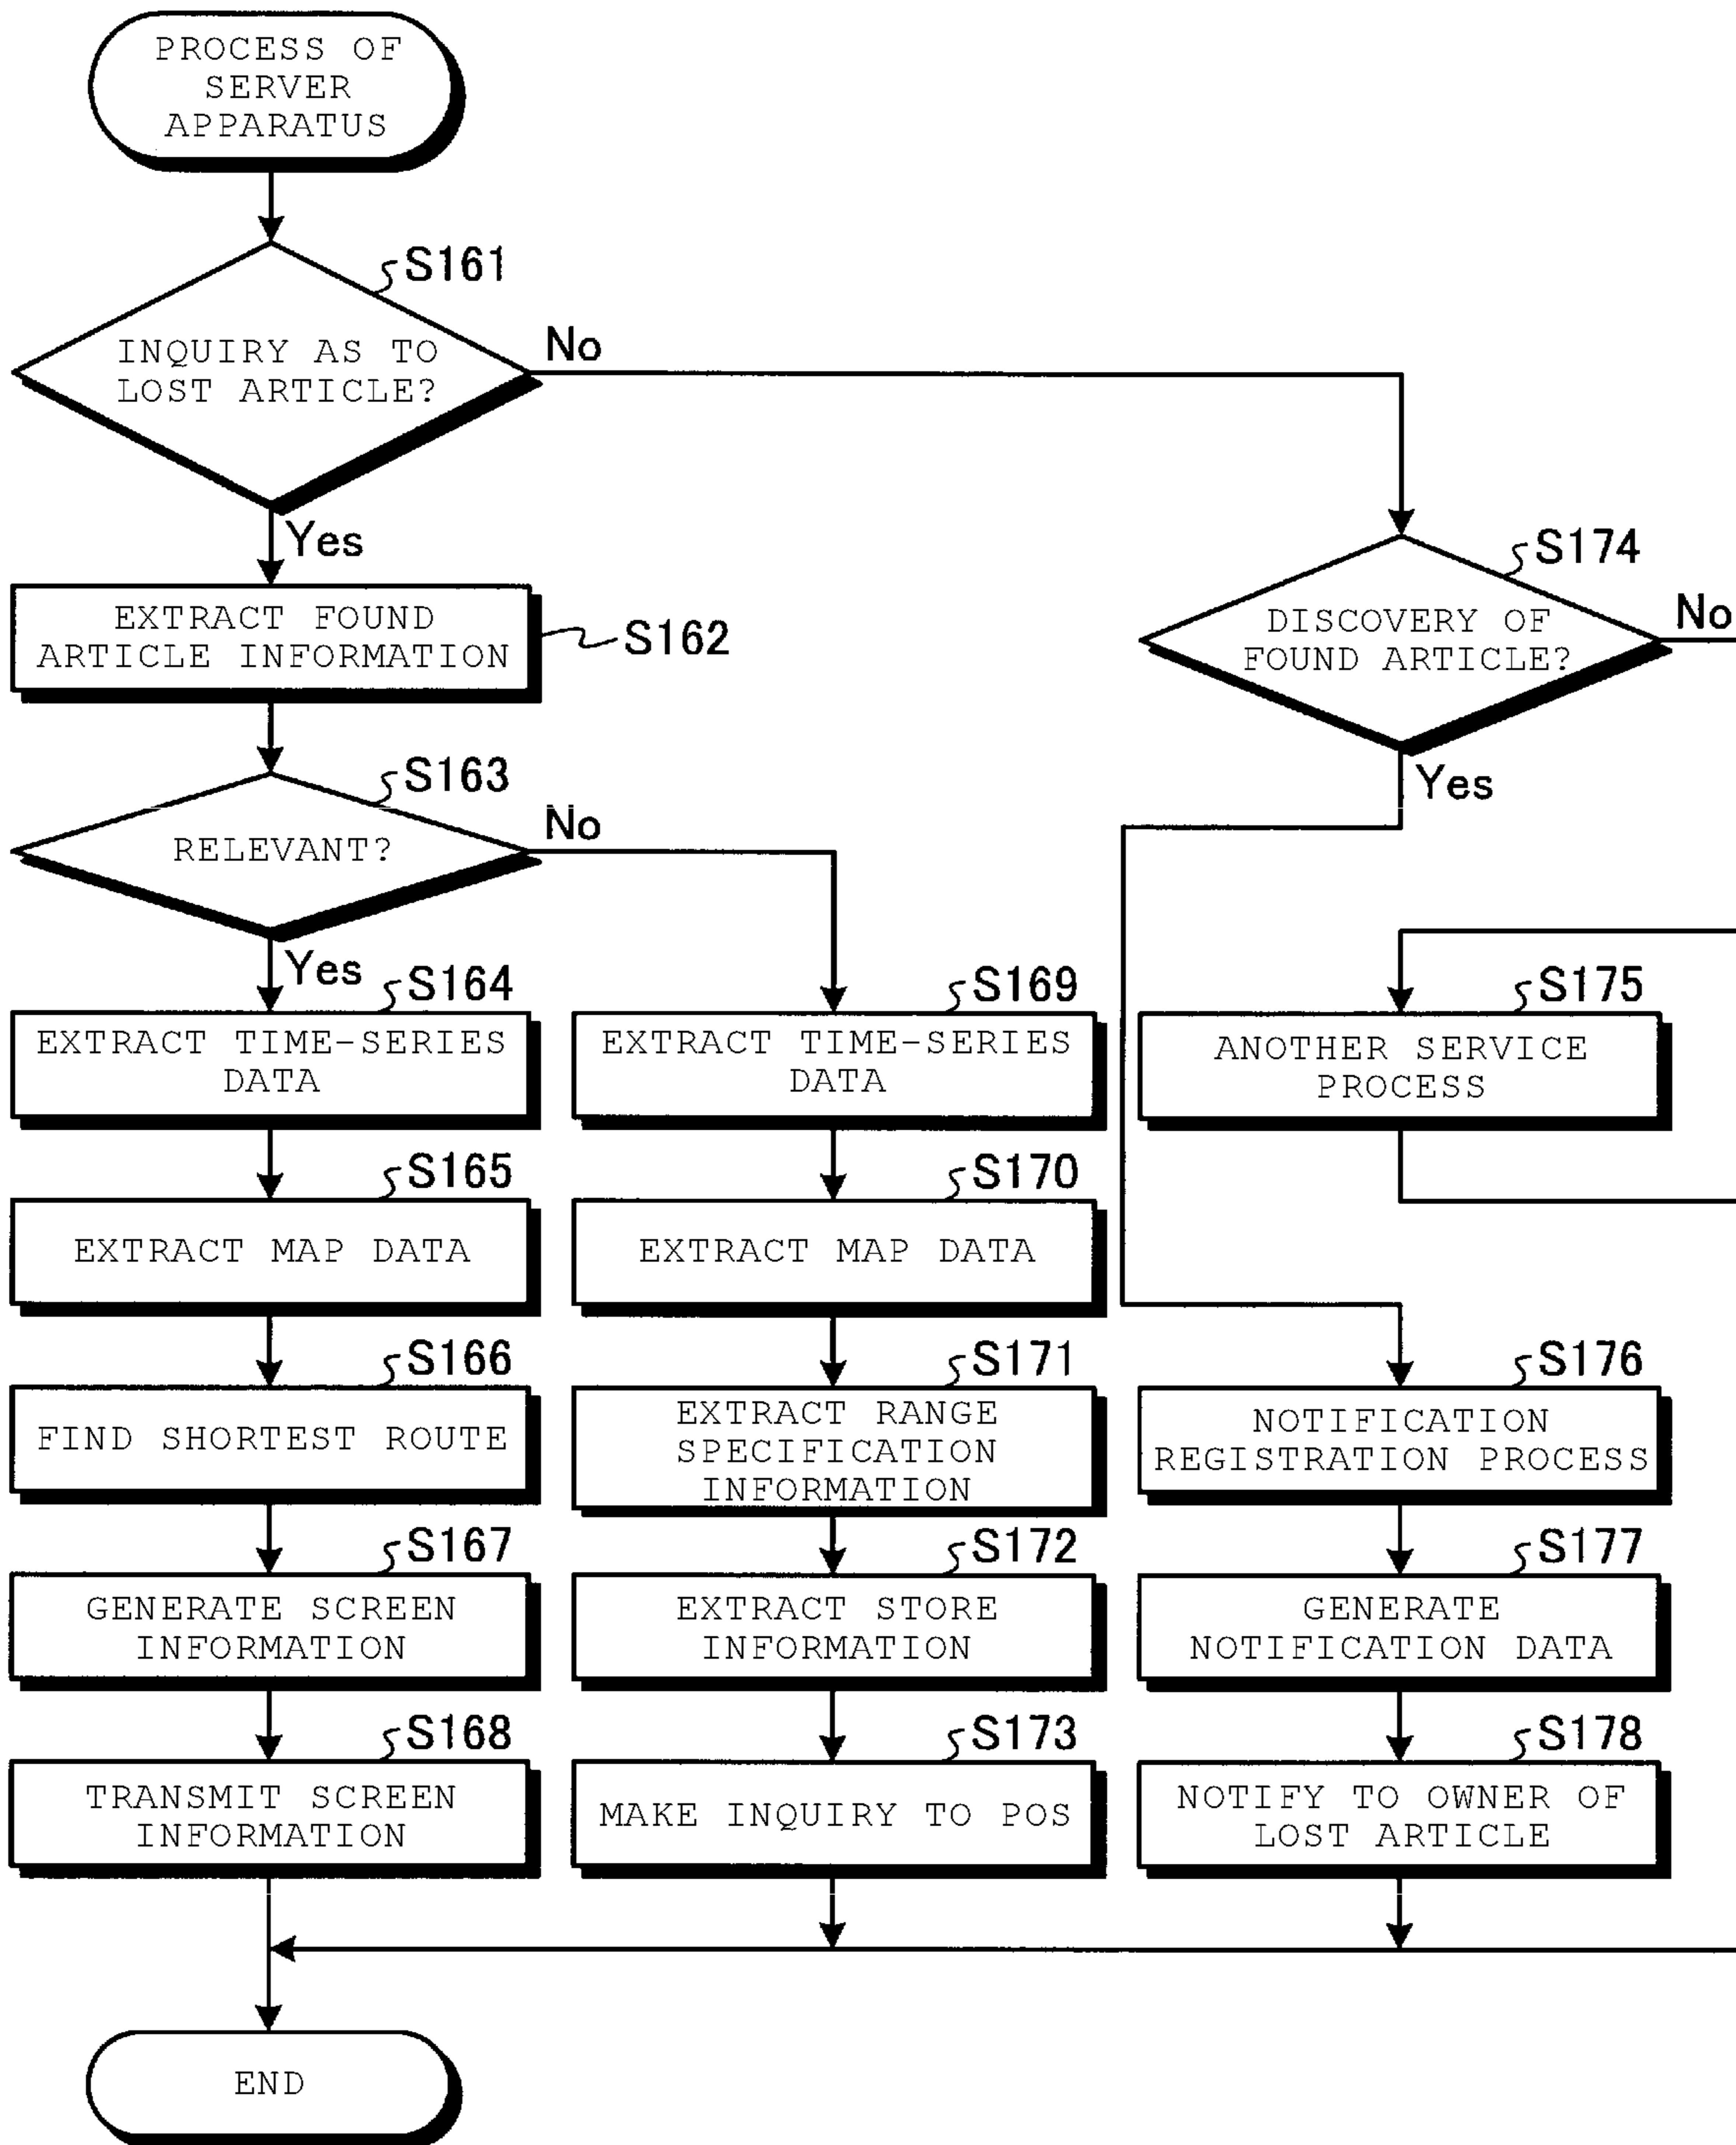 PROCESS OF
SERVER
APPARATUS
S161
INQUIRY AS TO
LOST ARTICLE?
No
Yes
EXTRACT FOUND
ARTICLE INFORMATION
S162
S163
RELEVANT?
No
Yes
S164
EXTRACT TIME-SERIES
DATA
S165
EXTRACT MAP DATA
S166
FIND SHORTEST ROUTE
S167
GENERATE SCREEN
INFORMATION
S168
TRANSMIT SCREEN
INFORMATION
S169
EXTRACT TIME-SERIES
DATA
S170
EXTRACT MAP DATA
S171
EXTRACT RANGE
SPECIFICATION
INFORMATION
S172
EXTRACT STORE
INFORMATION
S173
MAKE INQUIRY TO POS
S174
DISCOVERY OF
FOUND ARTICLE?
No
Yes
S175
ANOTHER SERVICE
PROCESS
S176
NOTIFICATION
REGISTRATION PROCESS
S177
GENERATE
NOTIFICATION DATA
S178
NOTIFY TO OWNER OF
LOST ARTICLE
END